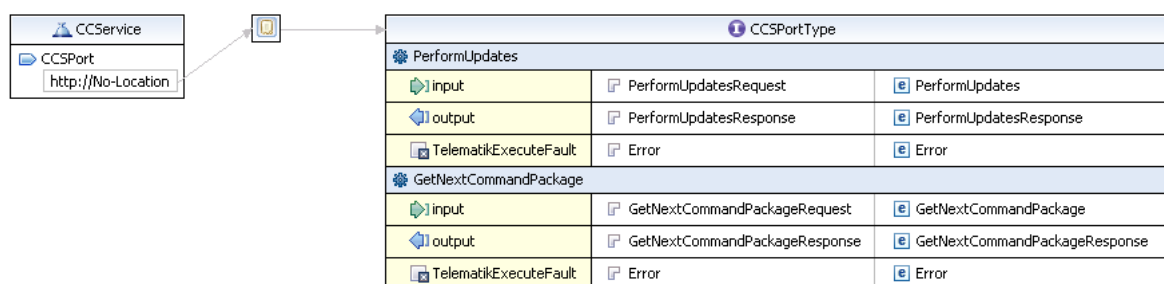 CCService
CCSPort
http://No-Location
CCSPortType
PerformUpdates
input PerformUpdatesRequest PerformUpdates
output PerformUpdatesResponse PerformUpdatesResponse
TelematikExecuteFault Error Error
GetNextCommandPackage
input GetNextCommandPackageRequest GetNextCommandPackage
output GetNextCommandPackageResponse GetNextCommandPackageResponse
TelematikExecuteFault Error Error